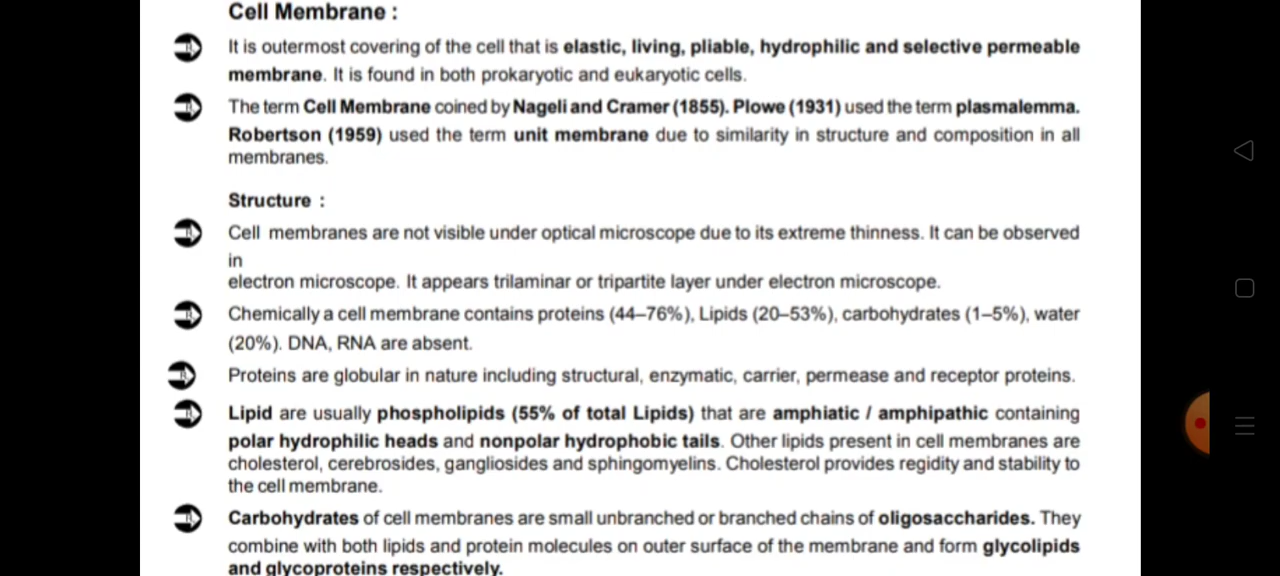 Cell Membrane :
It is outermost covering of the cell that is elastic, living, pliable, hydrophilic and selective permeable
membrane. It is found in both prokaryotic and eukaryotic cells.
The term Cell Membrane coined by Nageli and Cramer (1855). Plowe (1931) used the term plasmalemma.
Robertson (1959) used the term unit membrane due to similarity in structure and composition in all
membranes.
Structure :
Cell membranes are not visible under optical microscope due to its extreme thinness. It can be observed
in
electron microscope. It appears trilaminar or tripartite layer under electron microscope.
Chemically a cell membrane contains proteins (44–76%), Lipids (20–53%), carbohydrates (1–5%), water
(20%). DNA, RNA are absent.
Proteins are globular in nature including structural, enzymatic, carrier, permease and receptor proteins.
Lipid are usually phospholipids (55% of total Lipids) that are amphiatic / amphipathic containing
polar hydrophilic heads and nonpolar hydrophobic tails. Other lipids present in cell membranes are
cholesterol, cerebrosides, gangliosides and sphingomyelins. Cholesterol provides regidity and stability to
the cell membrane.
Carbohydrates of cell membranes are small unbranched or branched chains of oligosaccharides. They
combine with both lipids and protein molecules on outer surface of the membrane and form glycolipids
and glycoproteins respectively.